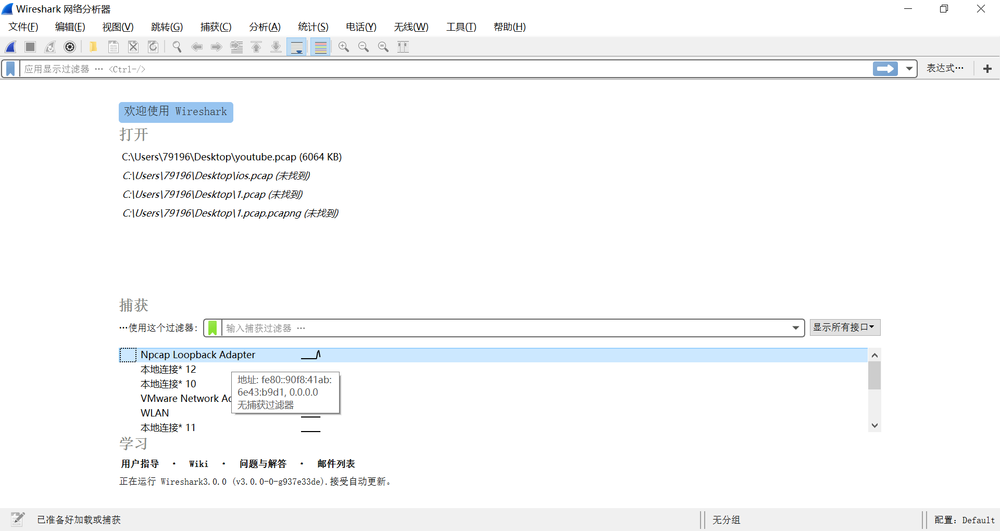 Wireshark 网络分析器
文件(F) 编辑(E) 视图(V) 跳转(G) 捕获(C) 分析(A) 统计(S) 电话(Y) 无线(W) 工具(T) 帮助(H)
应用显示过滤器 … <Ctrl-/> 表达式…
欢迎使用 Wireshark
打开
C:\Users\79196\Desktop\youtube.pcap (6064 KB)
C:\Users\79196\Desktop\ios.pcap (未找到)
C:\Users\79196\Desktop\1.pcap (未找到)
C:\Users\79196\Desktop\1.pcap.pcapng (未找到)
捕获
…使用这个过滤器: 输入捕获过滤器 … 显示所有接口
Npcap Loopback Adapter
本地连接* 12
本地连接* 10
VMware Network Ad
WLAN
本地连接* 11
地址: fe80::90f8:41ab:
6e43:b9d1, 0.0.0.0
无捕获过滤器
学习
用户指导 · Wiki · 问题与解答 · 邮件列表
正在运行 Wireshark3.0.0 (v3.0.0-0-g937e33de).接受自动更新。
已准备好加载或捕获 无分组 配置: Default